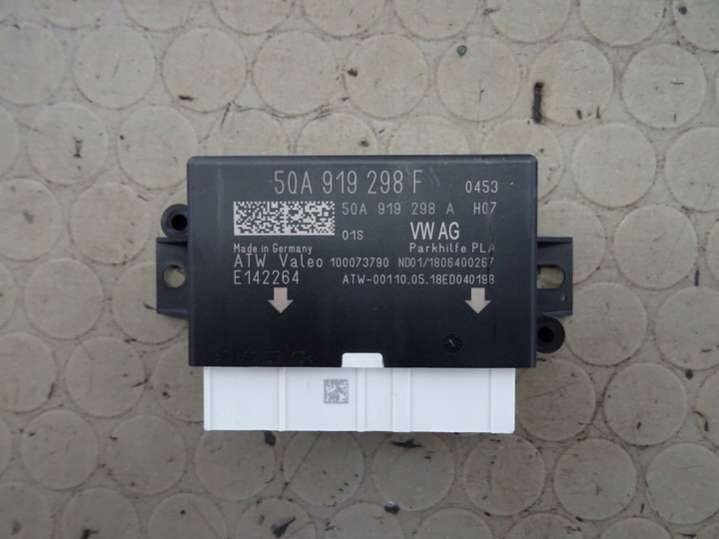 5QA 919 298 F 0453
5QA 919 298 A H07
01S VW AG
Made in Germany Parkhilfe PLA
ATW Valeo 100073790 ND01/1806400267
E142264 ATW-00110.05.18ED040198